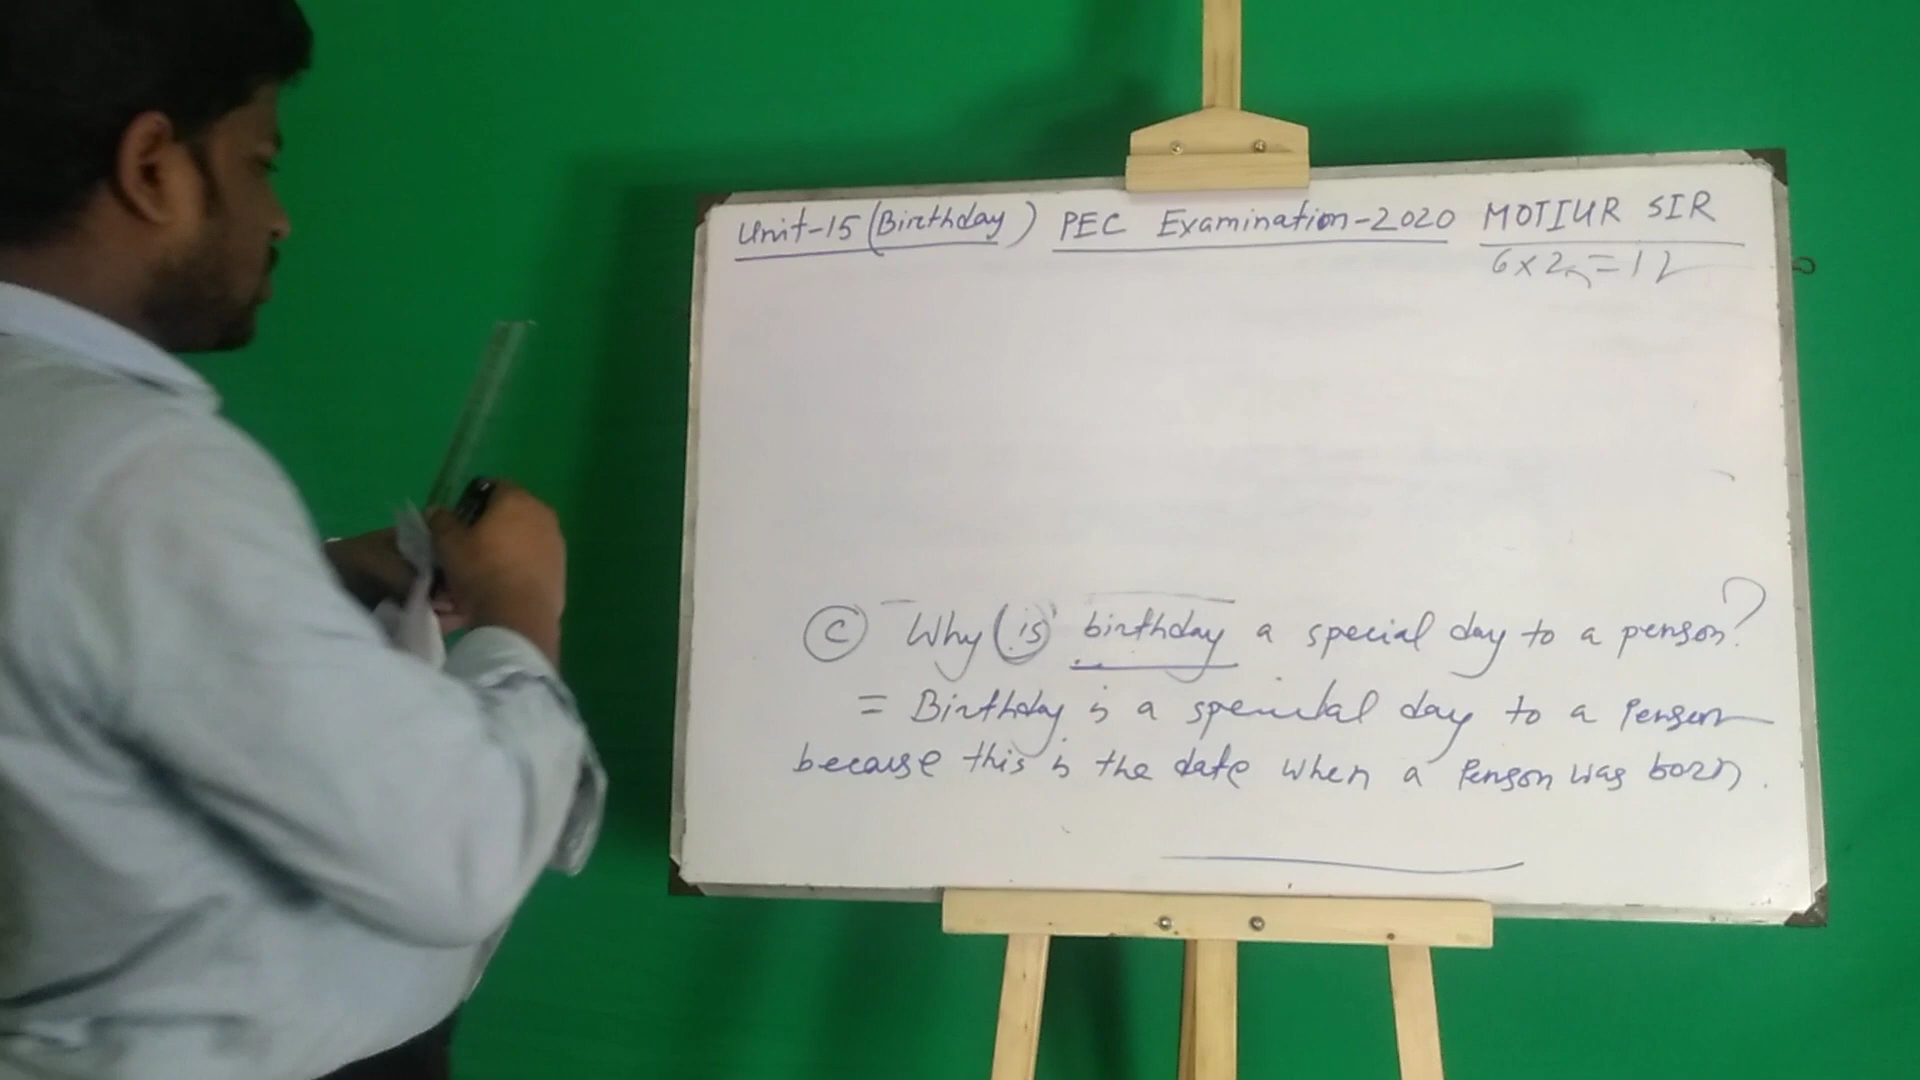 Unit-15 (Birthday) PEC Examination-2020 MOTIUR SIR
6x2=12
(C) Why (is) birthday a special day to a person?
= Birthday is a special day to a Person
because this is the date when a Person was born.